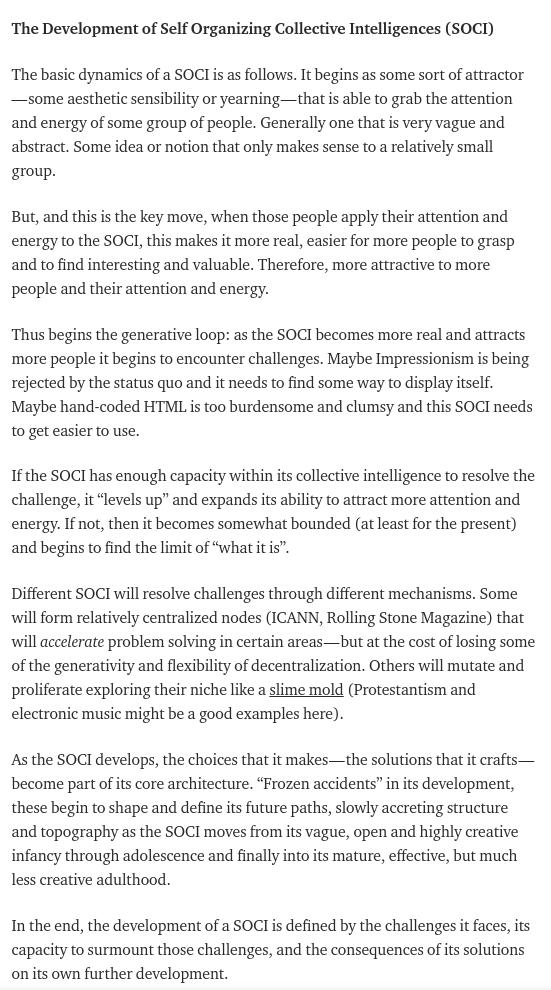 The Development of Self Organizing Collective Intelligences (SOCI)
The basic dynamics of a SOCI is as follows. It begins as some sort of attractor
—some aesthetic sensibility or yearning—that is able to grab the attention
and energy of some group of people. Generally one that is very vague and
abstract. Some idea or notion that only makes sense to a relatively small
group.
But, and this is the key move, when those people apply their attention and
energy to the SOCI, this makes it more real, easier for more people to grasp
and to find interesting and valuable. Therefore, more attractive to more
people and their attention and energy.
Thus begins the generative loop: as the SOCI becomes more real and attracts
more people it begins to encounter challenges. Maybe Impressionism is being
rejected by the status quo and it needs to find some way to display itself.
Maybe hand-coded HTML is too burdensome and clumsy and this SOCI needs
to get easier to use.
If the SOCI has enough capacity within its collective intelligence to resolve the
challenge, it “levels up” and expands its ability to attract more attention and
energy. If not, then it becomes somewhat bounded (at least for the present)
and begins to find the limit of “what it is”.
Different SOCI will resolve challenges through different mechanisms. Some
will form relatively centralized nodes (ICANN, Rolling Stone Magazine) that
will accelerate problem solving in certain areas—but at the cost of losing some
of the generativity and flexibility of decentralization. Others will mutate and
proliferate exploring their niche like a slime mold (Protestantism and
electronic music might be a good examples here).
As the SOCI develops, the choices that it makes—the solutions that it crafts—
become part of its core architecture. “Frozen accidents” in its development,
these begin to shape and define its future paths, slowly accreting structure
and topography as the SOCI moves from its vague, open and highly creative
infancy through adolescence and finally into its mature, effective, but much
less creative adulthood.
In the end, the development of a SOCI is defined by the challenges it faces, its
capacity to surmount those challenges, and the consequences of its solutions
on its own further development.